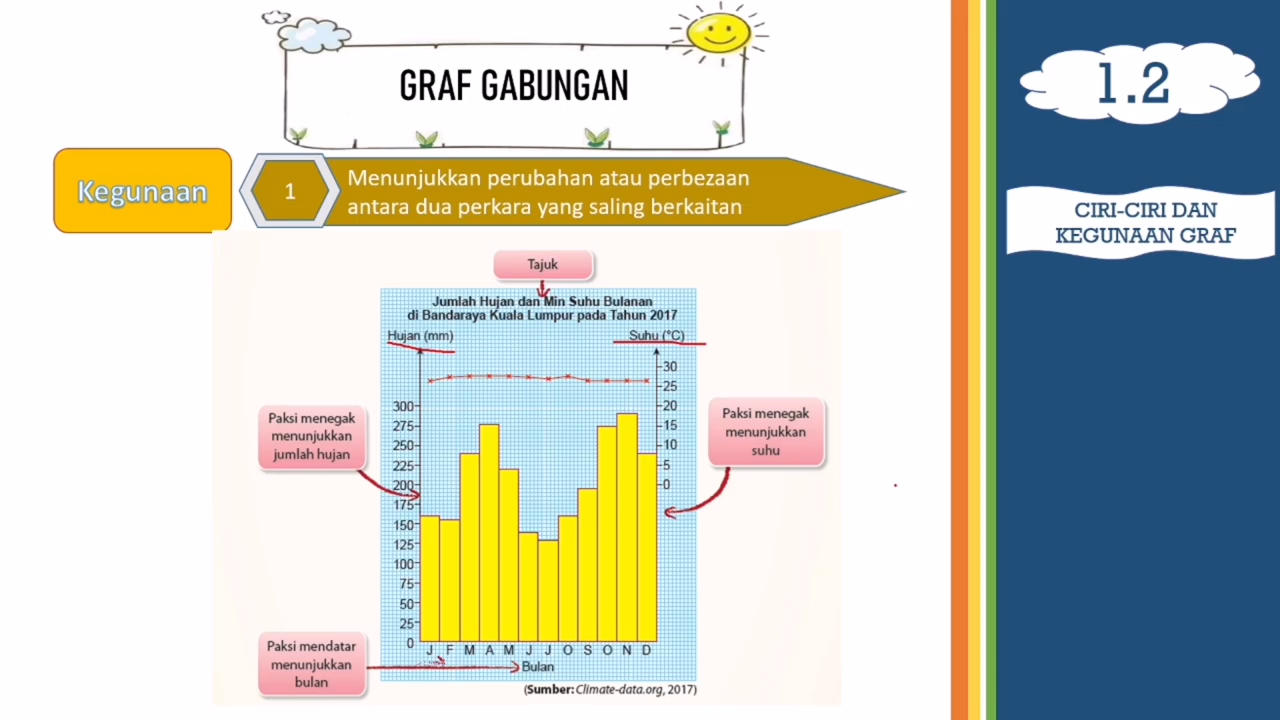 GRAF GABUNGAN
1.2
CIRI-CIRI DAN
KEGUNAAN GRAF
Kegunaan
1
Menunjukkan perubahan atau perbezaan
antara dua perkara yang saling berkaitan
Tajuk
Jumlah Hujan dan Min Suhu Bulanan
di Bandaraya Kuala Lumpur pada Tahun 2017
Hujan (mm)
Suhu (°C)
300
275
250
225
200
175
150
125
100
75
50
25
0
30
25
20
15
10
5
0
Paksi menegak
menunjukkan
jumlah hujan
Paksi menegak
menunjukkan
suhu
J F M A M J J O S O N D
Bulan
Paksi mendatar
menunjukkan
bulan
(Sumber: Climate-data.org, 2017)